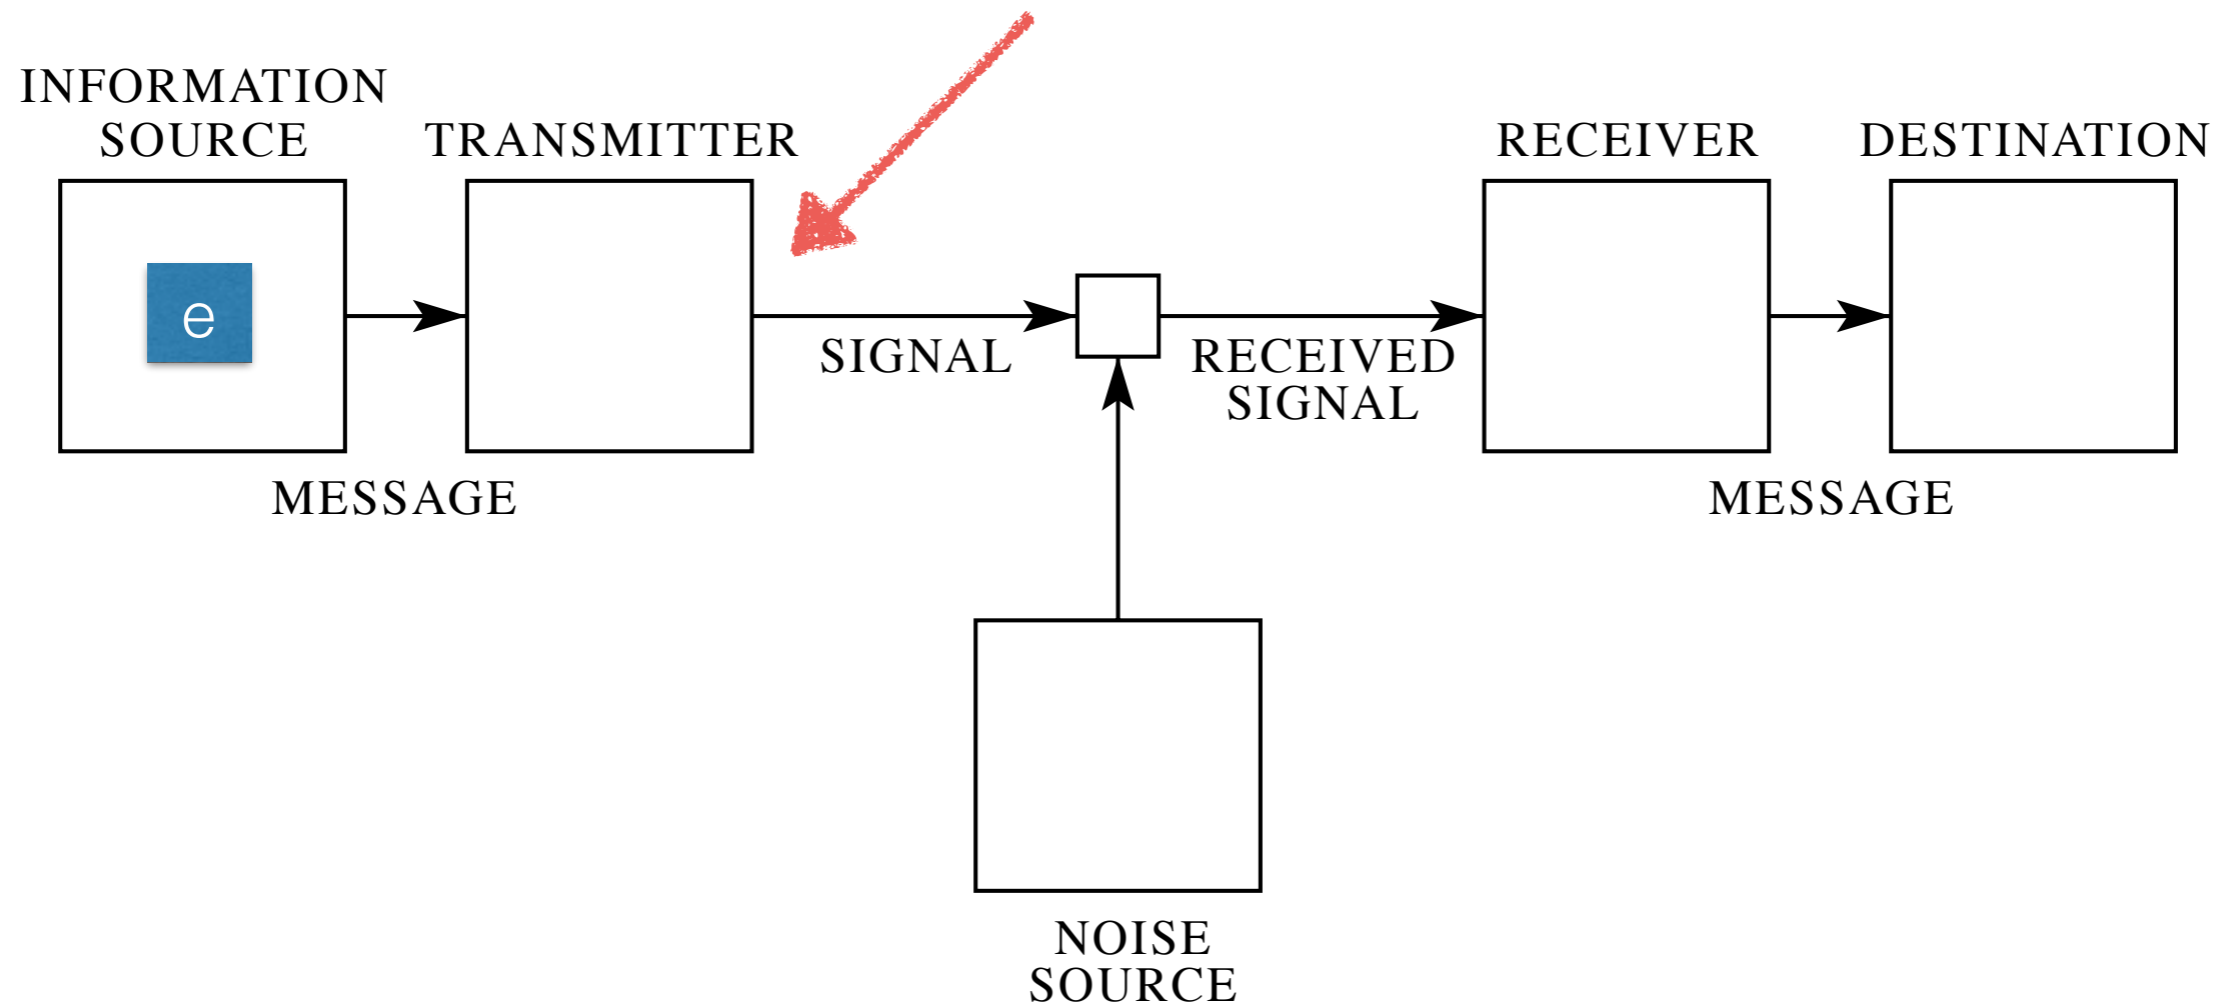 INFORMATION
SOURCE
TRANSMITTER
RECEIVER
DESTINATION
e
SIGNAL
RECEIVED
SIGNAL
MESSAGE
MESSAGE
NOISE
SOURCE